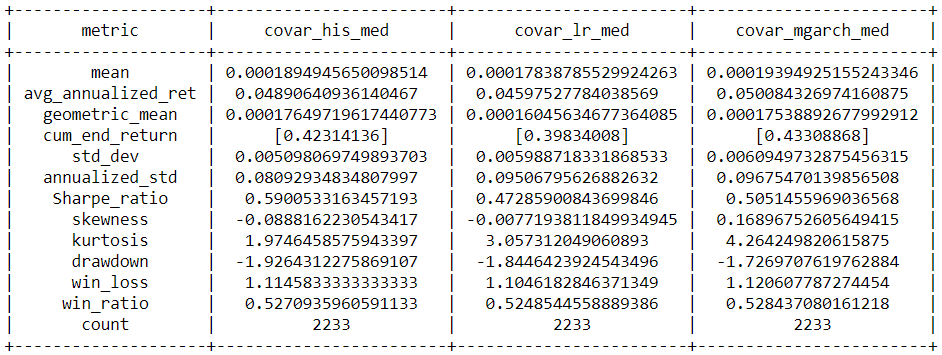 +--------------------+-----------------------+-----------------------+-----------------------+
| metric | covar_his_med | covar_lr_med | covar_mgarch_med |
+--------------------+-----------------------+-----------------------+-----------------------+
| mean | 0.0001894945650098514 | 0.00017838785529924263 | 0.00019394925155243346 |
| avg_annualized_ret | 0.04890640936140467 | 0.04597527784038569 | 0.050084326974160875 |
| geometric_mean | 0.00017649719617440773 | 0.00016045634677364085 | 0.00017538892677992912 |
| cum_end_return | [0.42314136] | [0.39834008] | [0.43308868] |
| std_dev | 0.005098069749893703 | 0.005988718331868533 | 0.0060949732875456315 |
| annualized_std | 0.08092934834807997 | 0.09506795626882632 | 0.09675470139856508 |
| Sharpe_ratio | 0.5900533163457193 | 0.47285900843699846 | 0.5051455969036568 |
| skewness | -0.0888162230543417 | -0.0077193811849934945 | 0.16896752605649415 |
| kurtosis | 1.9746458575943397 | 3.057312049060893 | 4.264249820615875 |
| drawdown | -1.9264312275869107 | -1.8446423924543496 | -1.7269707619762884 |
| win_loss | 1.1145833333333333 | 1.1046182846371349 | 1.120607787274454 |
| win_ratio | 0.5270935960591133 | 0.5248544558889386 | 0.528437080161218 |
| count | 2233 | 2233 | 2233 |
+--------------------+-----------------------+-----------------------+-----------------------+